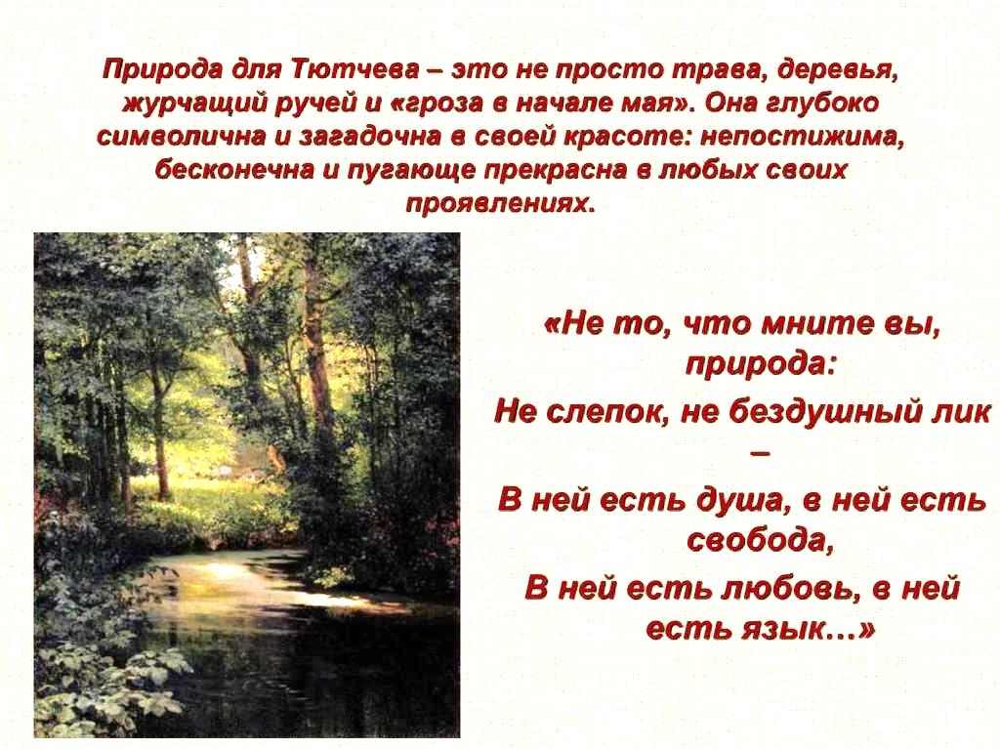 Природа для Тютчева – это не просто трава, деревья,
журчащий ручей и «гроза в начале мая». Она глубоко
символична и загадочна в своей красоте: непостижима,
бесконечна и пугающе прекрасна в любых своих
проявлениях.
«Не то, что мните вы,
природа:
Не слепок, не бездушный лик
–
В ней есть душа, в ней есть
свобода,
В ней есть любовь, в ней
есть язык…»